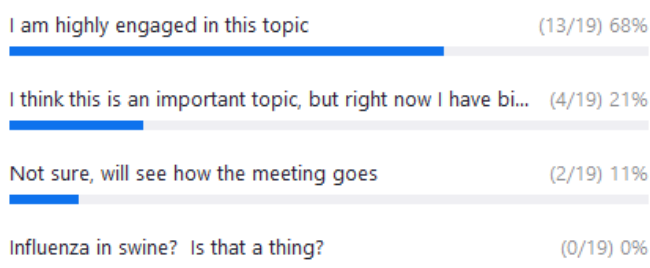 I am highly engaged in this topic (13/19) 68%
I think this is an important topic, but right now I have bi... (4/19) 21%
Not sure, will see how the meeting goes (2/19) 11%
Influenza in swine?  Is that a thing? (0/19) 0%